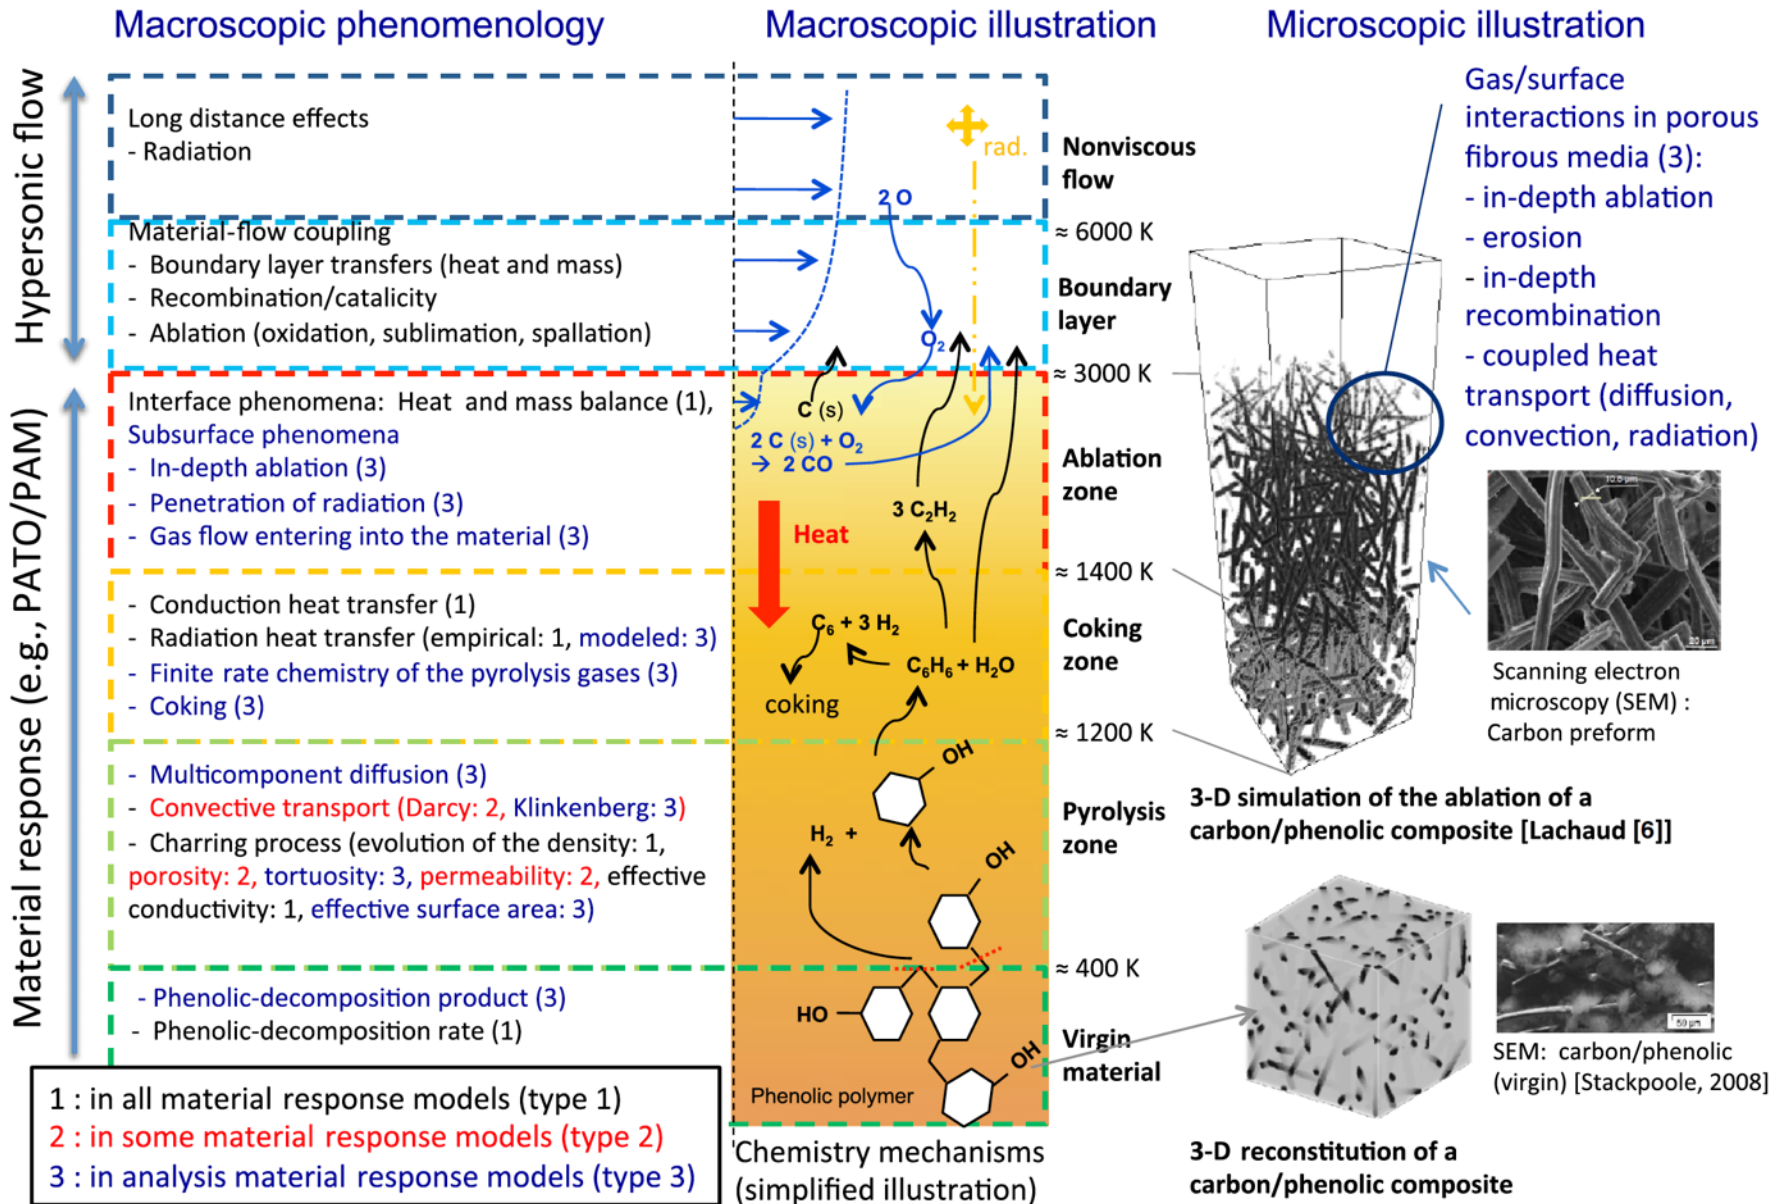 Macroscopic phenomenology
Macroscopic illustration
Microscopic illustration
Hypersonic flow
Material response (e.g., PATO/PAM)
Long distance effects
- Radiation
Material-flow coupling
- Boundary layer transfers (heat and mass)
- Recombination/catalicity
- Ablation (oxidation, sublimation, spallation)
Interface phenomena: Heat and mass balance (1),
Subsurface phenomena
- In-depth ablation (3)
- Penetration of radiation (3)
- Gas flow entering into the material (3)
- Conduction heat transfer (1)
- Radiation heat transfer (empirical: 1, modeled: 3)
- Finite rate chemistry of the pyrolysis gases (3)
- Coking (3)
- Multicomponent diffusion (3)
- Convective transport (Darcy: 2, Klinkenberg: 3)
- Charring process (evolution of the density: 1,
porosity: 2, tortuosity: 3, permeability: 2, effective
conductivity: 1, effective surface area: 3)
- Phenolic-decomposition product (3)
- Phenolic-decomposition rate (1)
1 : in all material response models (type 1)
2 : in some material response models (type 2)
3 : in analysis material response models (type 3)
rad.
2 O
O₂
C (s)
2 C (s) + O₂
→ 2 CO
Heat
3 C₂H₂
C₆ + 3 H₂
C₆H₆ + H₂O
coking
OH
H₂ +
OH
HO
OH
Phenolic polymer
Chemistry mechanisms
(simplified illustration)
Nonviscous
flow
≈ 6000 K
Boundary
layer
≈ 3000 K
Ablation
zone
≈ 1400 K
Coking
zone
≈ 1200 K
Pyrolysis
zone
≈ 400 K
Virgin
material
Gas/surface
interactions in porous
fibrous media (3):
- in-depth ablation
- erosion
- in-depth
recombination
- coupled heat
transport (diffusion,
convection, radiation)
10.6 µm
20 µm
Scanning electron
microscopy (SEM) :
Carbon preform
3-D simulation of the ablation of a
carbon/phenolic composite [Lachaud [6]]
50 µm
SEM: carbon/phenolic
(virgin) [Stackpoole, 2008]
3-D reconstitution of a
carbon/phenolic composite